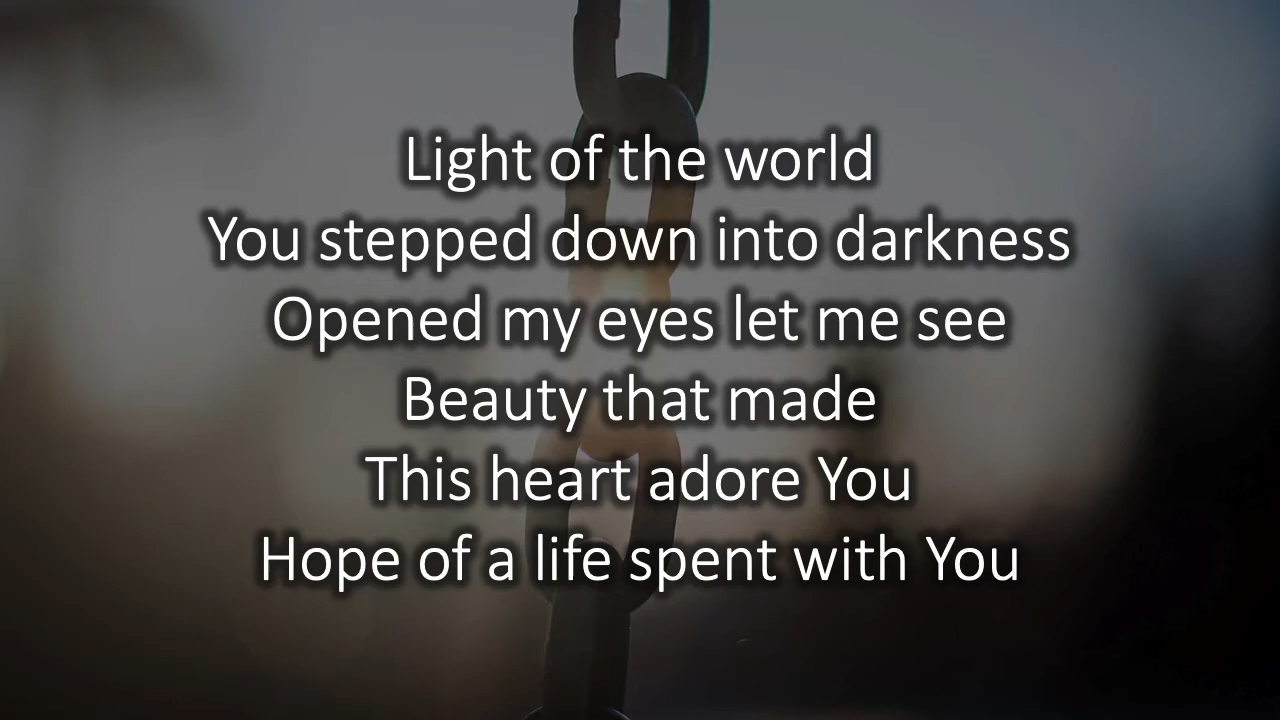 Light of the world
You stepped down into darkness
Opened my eyes let me see
Beauty that made
This heart adore You
Hope of a life spent with You